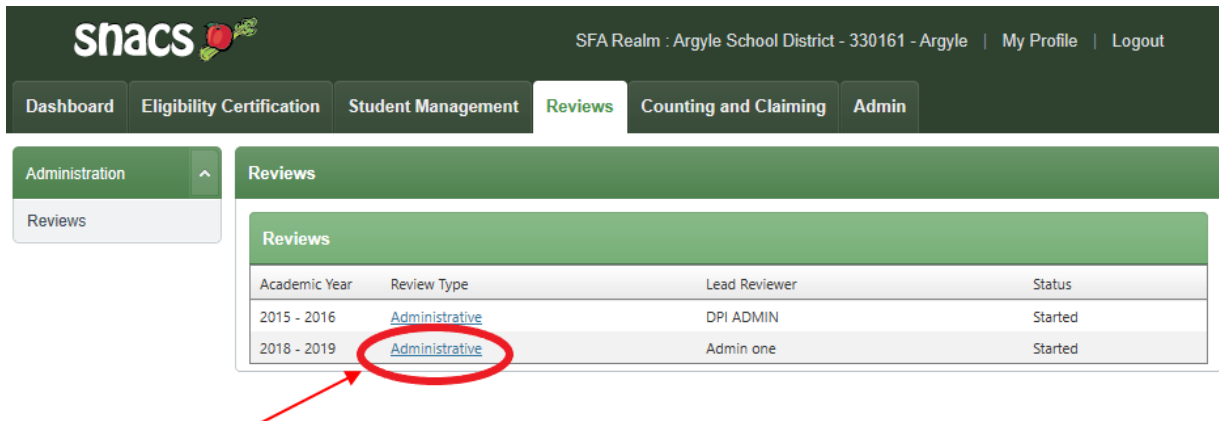 snacs
SFA Realm : Argyle School District - 330161 - Argyle | My Profile | Logout
Dashboard Eligibility Certification Student Management Reviews Counting and Claiming Admin
Administration
Reviews
Reviews
Reviews
Academic Year Review Type Lead Reviewer Status
2015 - 2016 Administrative DPI ADMIN Started
2018 - 2019 Administrative Admin one Started